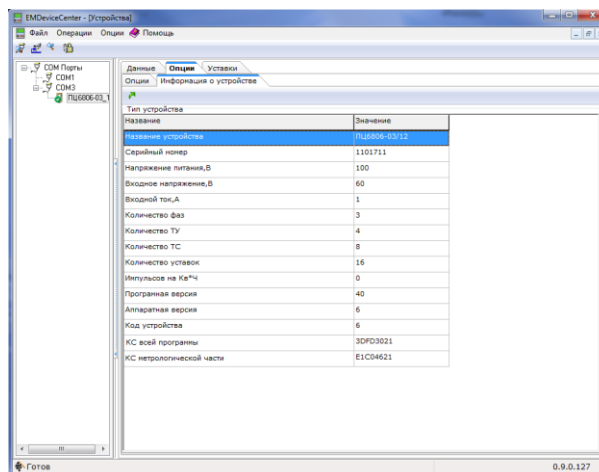 EMDeviceCenter - [Устройства]
Файл Операции Опции Помощь
COM Порты
COM1
COM3
ПЦ6806-03_1
Данные Опции Уставки
Опции Информация о устройстве
Тип устройства
Название Значение
Название устройства ПЦ6806-03/12
Серийный номер 1101711
Напряжение питания,В 100
Входное напряжение,В 60
Входной ток,А 1
Количество фаз 3
Количество ТУ 4
Количество ТС 8
Количество уставок 16
Импульсов на Кв*Ч 0
Програмная версия 40
Аппаратная версия 6
Код устройства 6
КС всей программы 3DFD3021
КС метрологической части E1C04621
Готов 0.9.0.127